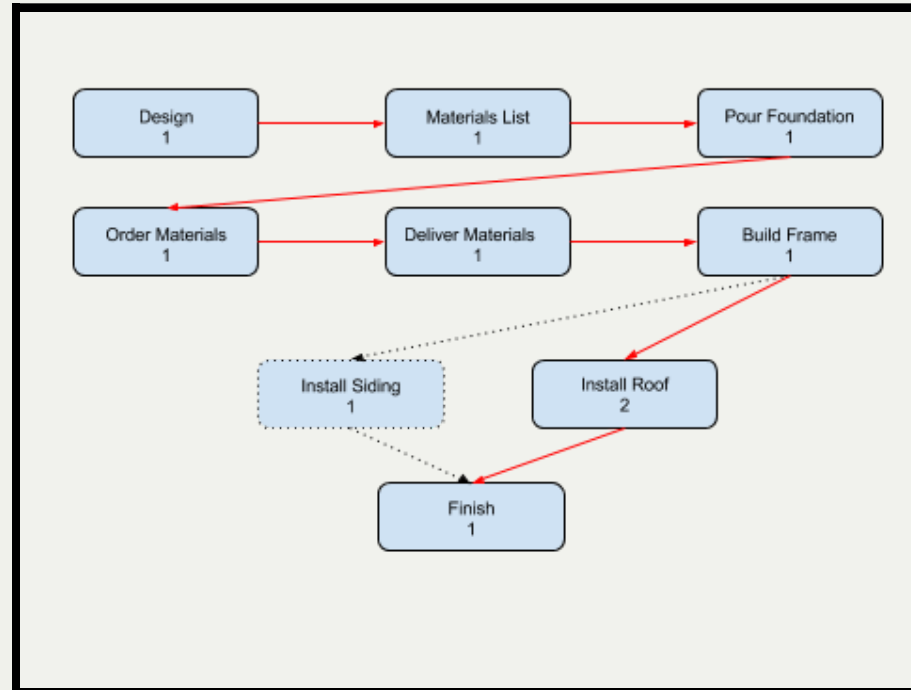 Design
1
Materials List
1
Pour Foundation
1
Order Materials
1
Deliver Materials
1
Build Frame
1
Install Siding
1
Install Roof
2
Finish
1